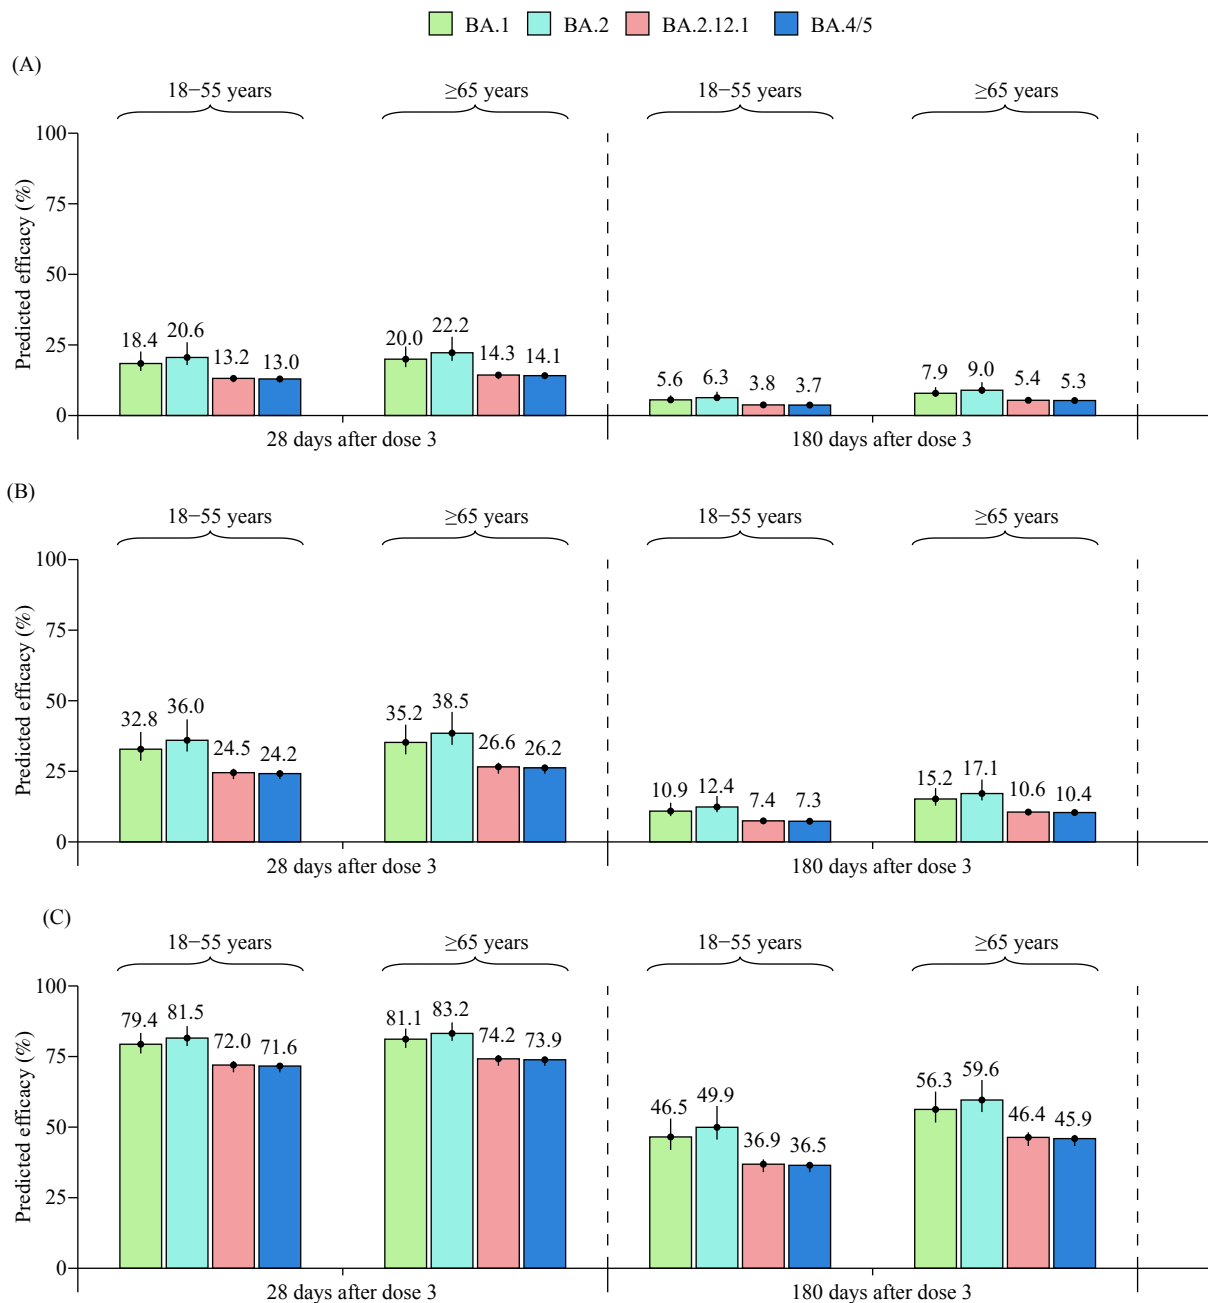 BA.1 BA.2 BA.2.12.1 BA.4/5
(A)
18−55 years ≥65 years 18−55 years ≥65 years
Predicted efficacy (%)
100
75
50
25
0
18.4 20.6 13.2 13.0 20.0 22.2 14.3 14.1 5.6 6.3 3.8 3.7 7.9 9.0 5.4 5.3
28 days after dose 3 180 days after dose 3
(B)
18−55 years ≥65 years 18−55 years ≥65 years
Predicted efficacy (%)
100
75
50
25
0
32.8 36.0 24.5 24.2 35.2 38.5 26.6 26.2 10.9 12.4 7.4 7.3 15.2 17.1 10.6 10.4
28 days after dose 3 180 days after dose 3
(C)
18−55 years ≥65 years 18−55 years ≥65 years
Predicted efficacy (%)
100
75
50
25
0
79.4 81.5 72.0 71.6 81.1 83.2 74.2 73.9 46.5 49.9 36.9 36.5 56.3 59.6 46.4 45.9
28 days after dose 3 180 days after dose 3